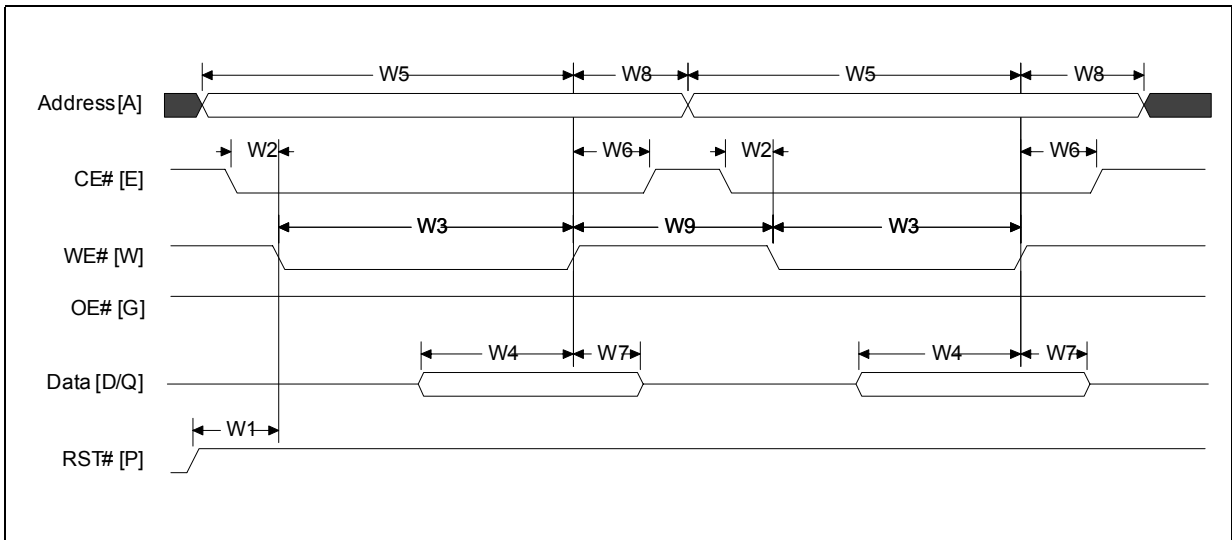 W5 W8 W5 W8
Address [A]
W2 W6 W2 W6
CE# [E]
W3 W9 W3
WE# [W]
OE# [G]
W4 W7 W4 W7
Data [D/Q]
W1
RST# [P]